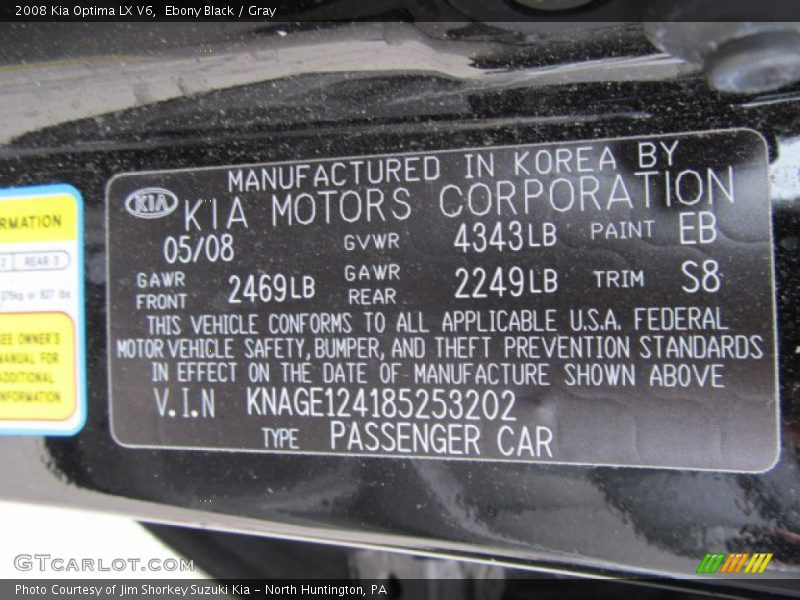 2008 Kia Optima LX V6, Ebony Black / Gray
MANUFACTURED IN KOREA BY
KIA KIA MOTORS CORPORATION
05/08 GVWR 4343LB PAINT EB
GAWR FRONT 2469LB GAWR REAR 2249LB TRIM S8
THIS VEHICLE CONFORMS TO ALL APPLICABLE U.S.A. FEDERAL
MOTOR VEHICLE SAFETY, BUMPER, AND THEFT PREVENTION STANDARDS
IN EFFECT ON THE DATE OF MANUFACTURE SHOWN ABOVE
V.I.N KNAGE124185253202
TYPE PASSENGER CAR
RMATION
2 REAR 3
or 827 lbs.
SEE OWNER'S
MANUAL FOR
ADDITIONAL
INFORMATION
GTcarlot.com
Photo Courtesy of Jim Shorkey Suzuki Kia - North Huntington, PA